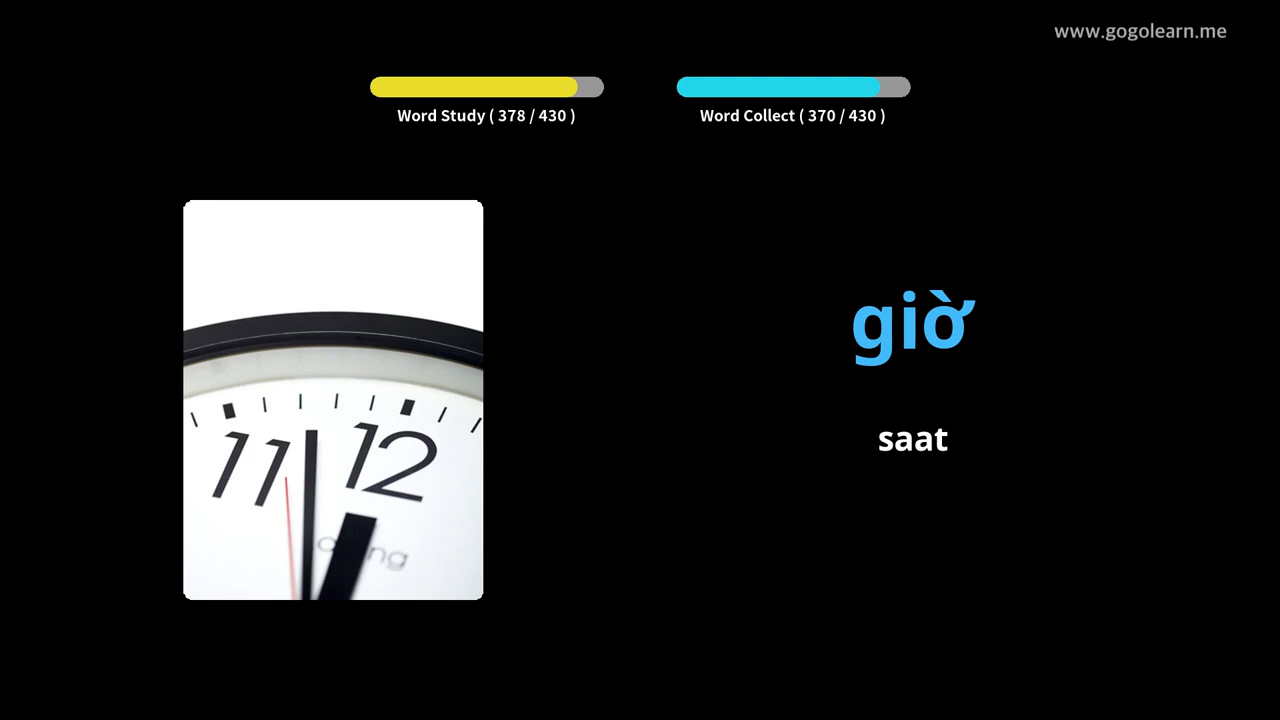 www.gogolearn.me
Word Study ( 378 / 430 )
Word Collect ( 370 / 430 )
11 12
giờ
saat